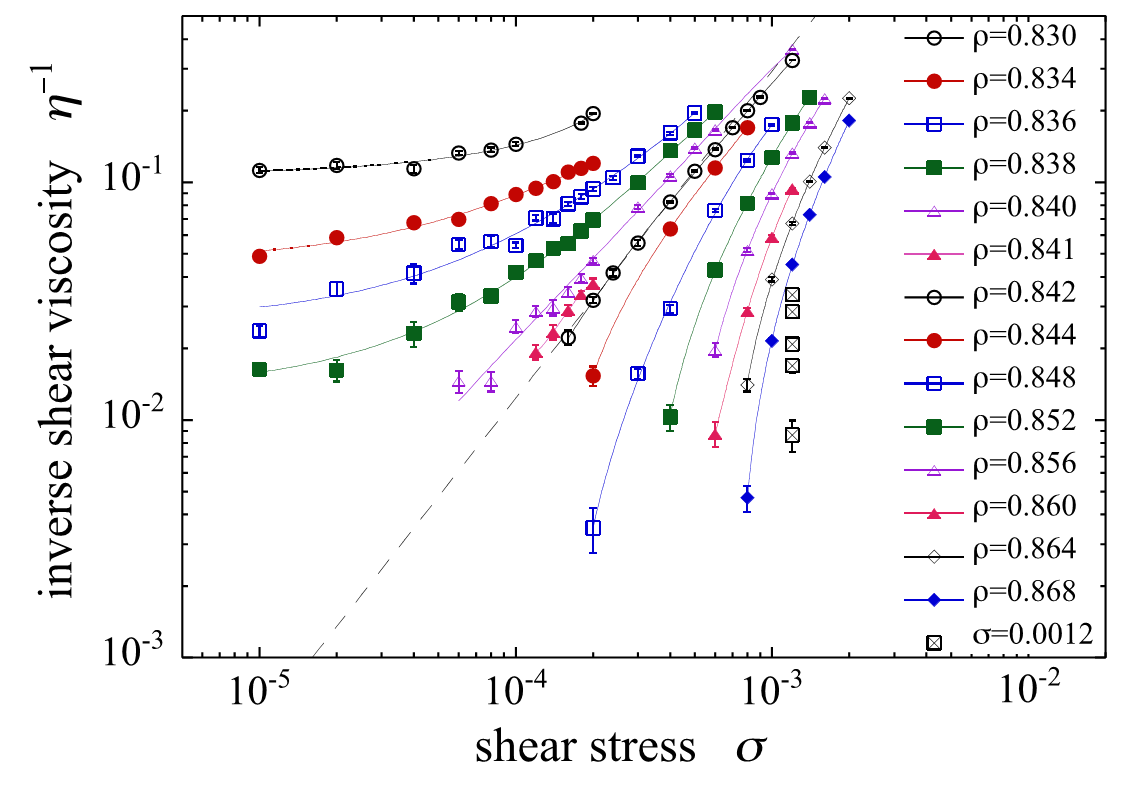 inverse shear viscosity η⁻¹
10⁻¹
10⁻²
10⁻³
10⁻⁵
10⁻⁴
10⁻³
10⁻²
shear stress σ
ρ=0.830
ρ=0.834
ρ=0.836
ρ=0.838
ρ=0.840
ρ=0.841
ρ=0.842
ρ=0.844
ρ=0.848
ρ=0.852
ρ=0.856
ρ=0.860
ρ=0.864
ρ=0.868
σ=0.0012